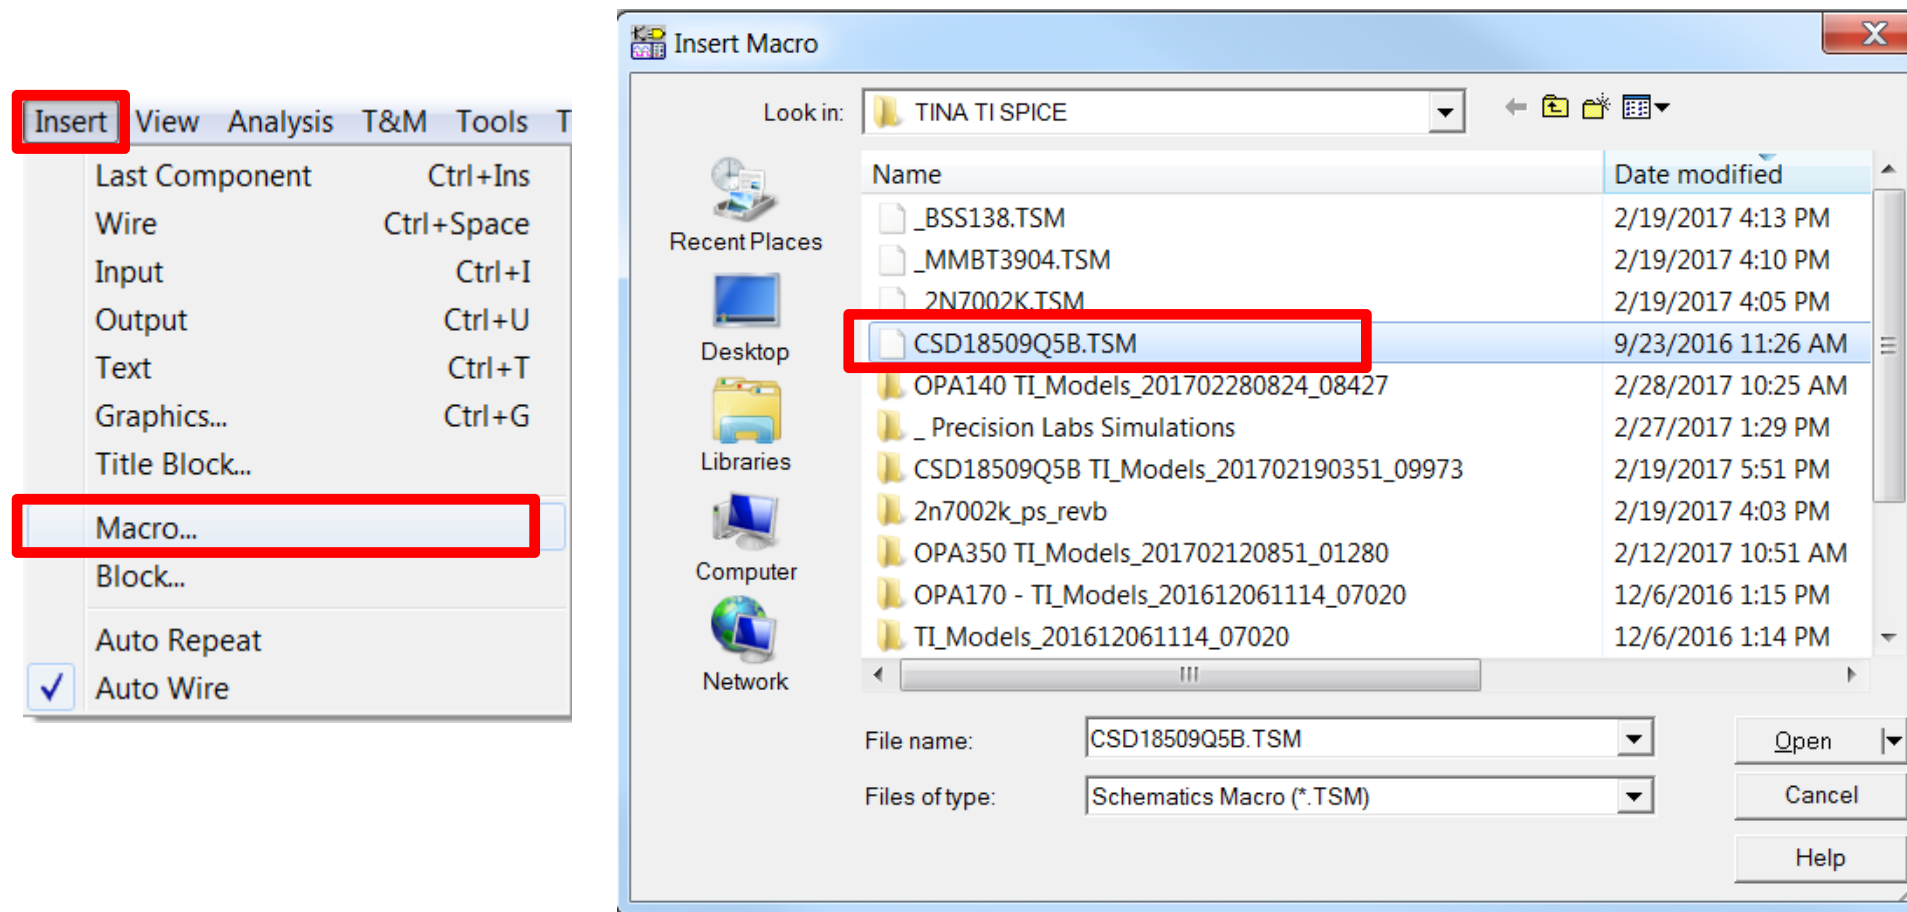 Insert View Analysis T&M Tools T
Last Component Ctrl+Ins
Wire Ctrl+Space
Input Ctrl+I
Output Ctrl+U
Text Ctrl+T
Graphics... Ctrl+G
Title Block...
Macro...
Block...
Auto Repeat
Auto Wire
Insert Macro
Look in: TINA TI SPICE
Name Date modified
_BSS138.TSM 2/19/2017 4:13 PM
_MMBT3904.TSM 2/19/2017 4:10 PM
_2N7002K.TSM 2/19/2017 4:05 PM
CSD18509Q5B.TSM 9/23/2016 11:26 AM
OPA140 TI_Models_201702280824_08427 2/28/2017 10:25 AM
_ Precision Labs Simulations 2/27/2017 1:29 PM
CSD18509Q5B TI_Models_201702190351_09973 2/19/2017 5:51 PM
2n7002k_ps_revb 2/19/2017 4:03 PM
OPA350 TI_Models_201702120851_01280 2/12/2017 10:51 AM
OPA170 - TI_Models_201612061114_07020 12/6/2016 1:15 PM
TI_Models_201612061114_07020 12/6/2016 1:14 PM
Recent Places
Desktop
Libraries
Computer
Network
File name: CSD18509Q5B.TSM Open
Files of type: Schematics Macro (*.TSM) Cancel
Help